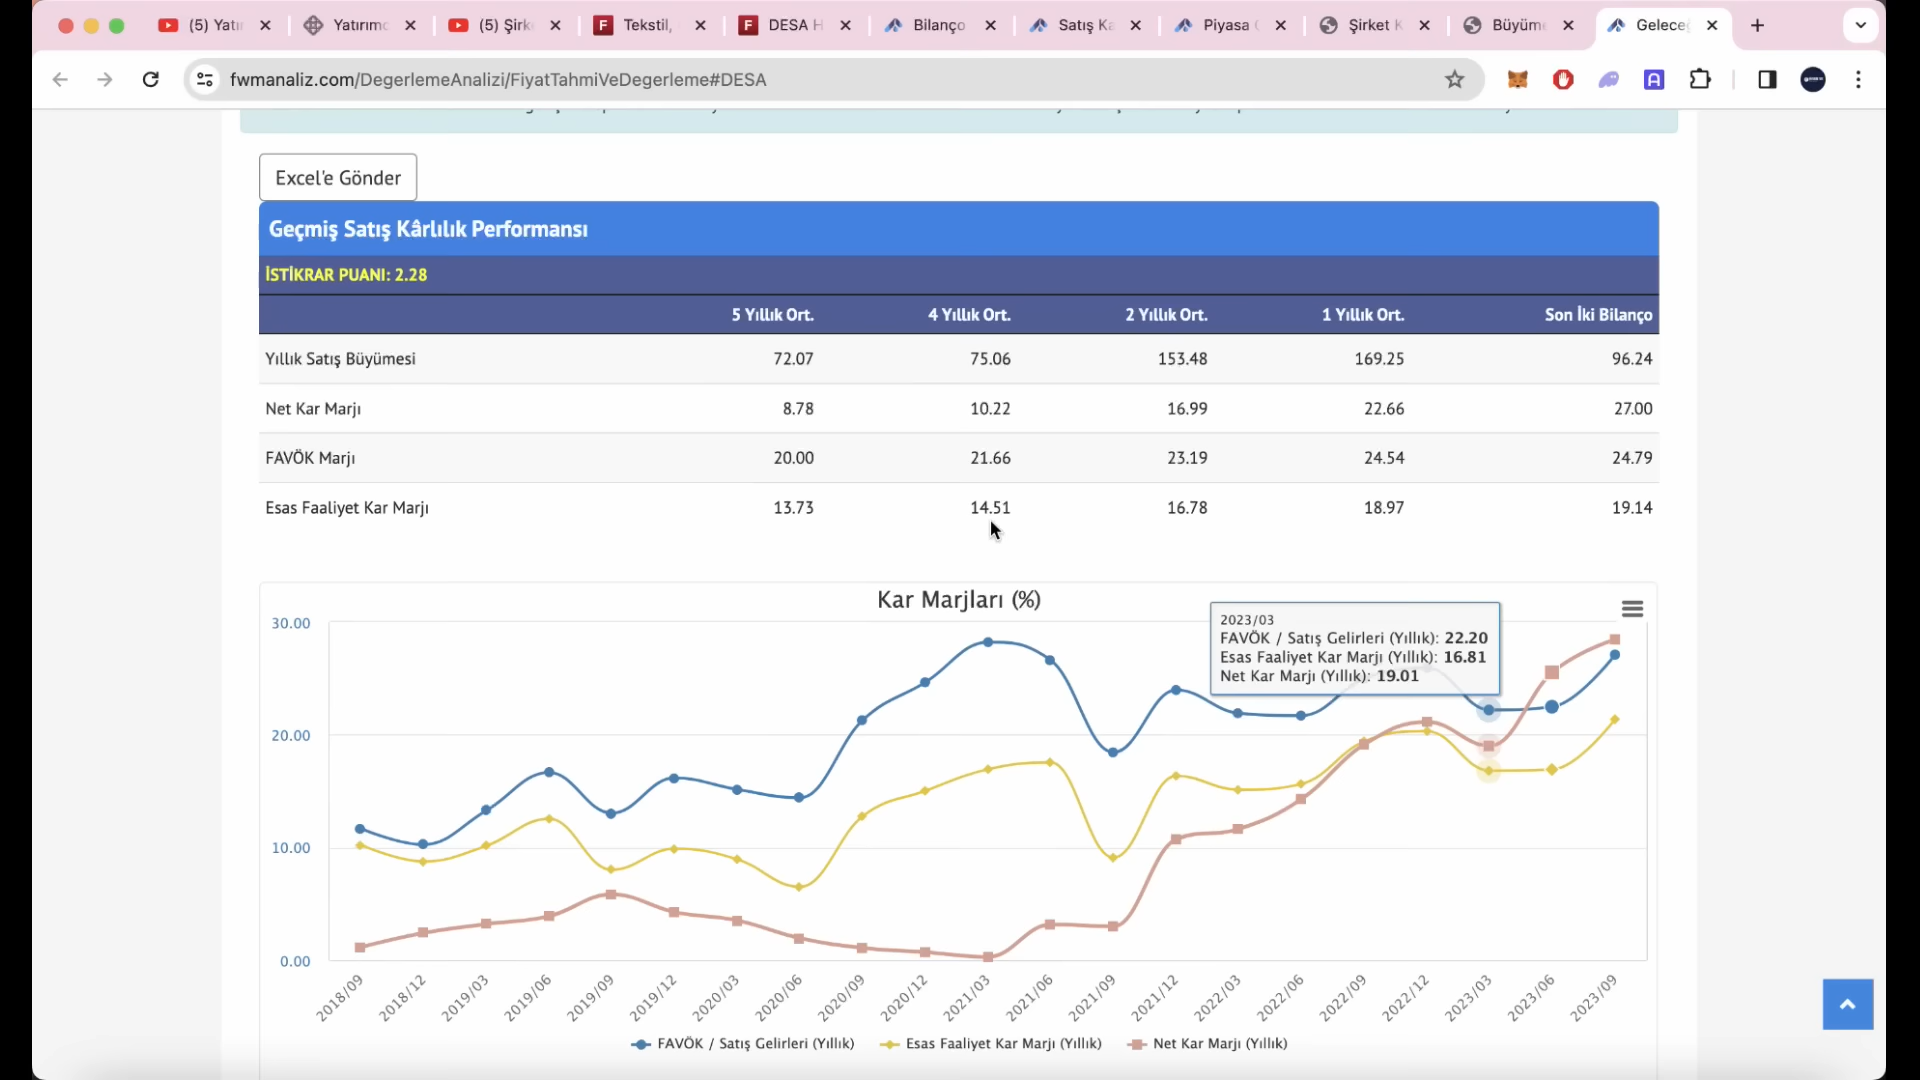 (5) Yatır
Yatırımc
(5) Şirke
Tekstil,
DESA H
Bilanço
Satış Ka
Piyasa
Şirket K
Büyüm
Gelece
fwmanaliz.com/DegerlemeAnalizi/FiyatTahmiVeDegerleme#DESA
Excel'e Gönder
Geçmiş Satış Kârlılık Performansı
İSTİKRAR PUANI: 2.28
5 Yıllık Ort. 4 Yıllık Ort. 2 Yıllık Ort. 1 Yıllık Ort. Son İki Bilanço
Yıllık Satış Büyümesi 72.07 75.06 153.48 169.25 96.24
Net Kar Marjı 8.78 10.22 16.99 22.66 27.00
FAVÖK Marjı 20.00 21.66 23.19 24.54 24.79
Esas Faaliyet Kar Marjı 13.73 14.51 16.78 18.97 19.14
Kar Marjları (%)
2023/03
FAVÖK / Satış Gelirleri (Yıllık): 22.20
Esas Faaliyet Kar Marjı (Yıllık): 16.81
Net Kar Marjı (Yıllık): 19.01
30.00
20.00
10.00
0.00
2018/09 2018/12 2019/03 2019/06 2019/09 2019/12 2020/03 2020/06 2020/09 2020/12 2021/03 2021/06 2021/09 2021/12 2022/03 2022/06 2022/09 2022/12 2023/03 2023/06 2023/09
FAVÖK / Satış Gelirleri (Yıllık) Esas Faaliyet Kar Marjı (Yıllık) Net Kar Marjı (Yıllık)